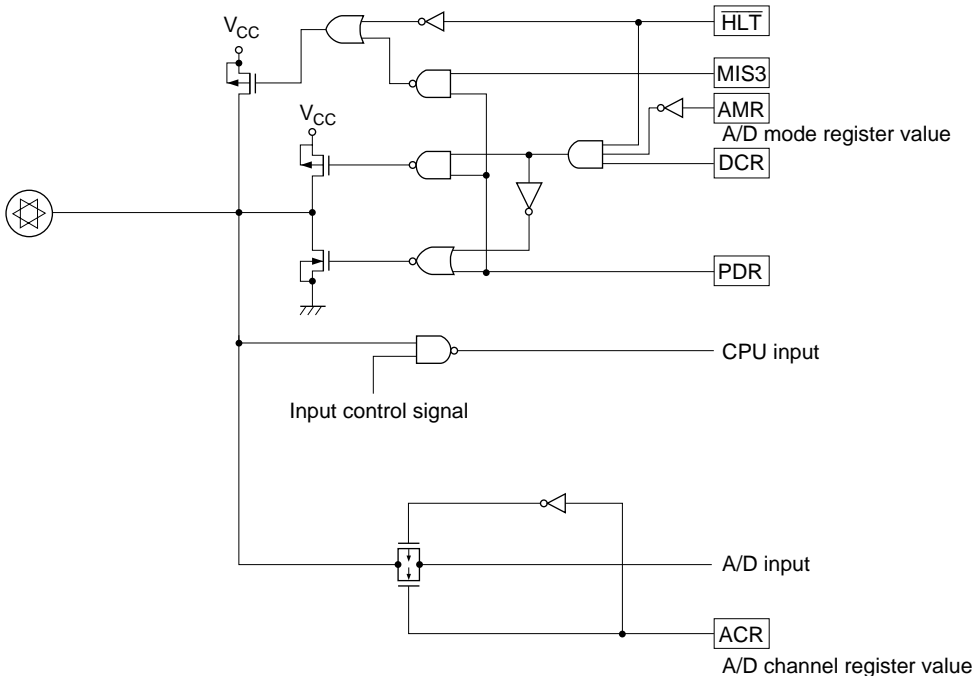 HLT
VCC
MIS3
AMR
VCC
A/D mode register value
DCR
PDR
CPU input
Input control signal
A/D input
ACR
A/D channel register value